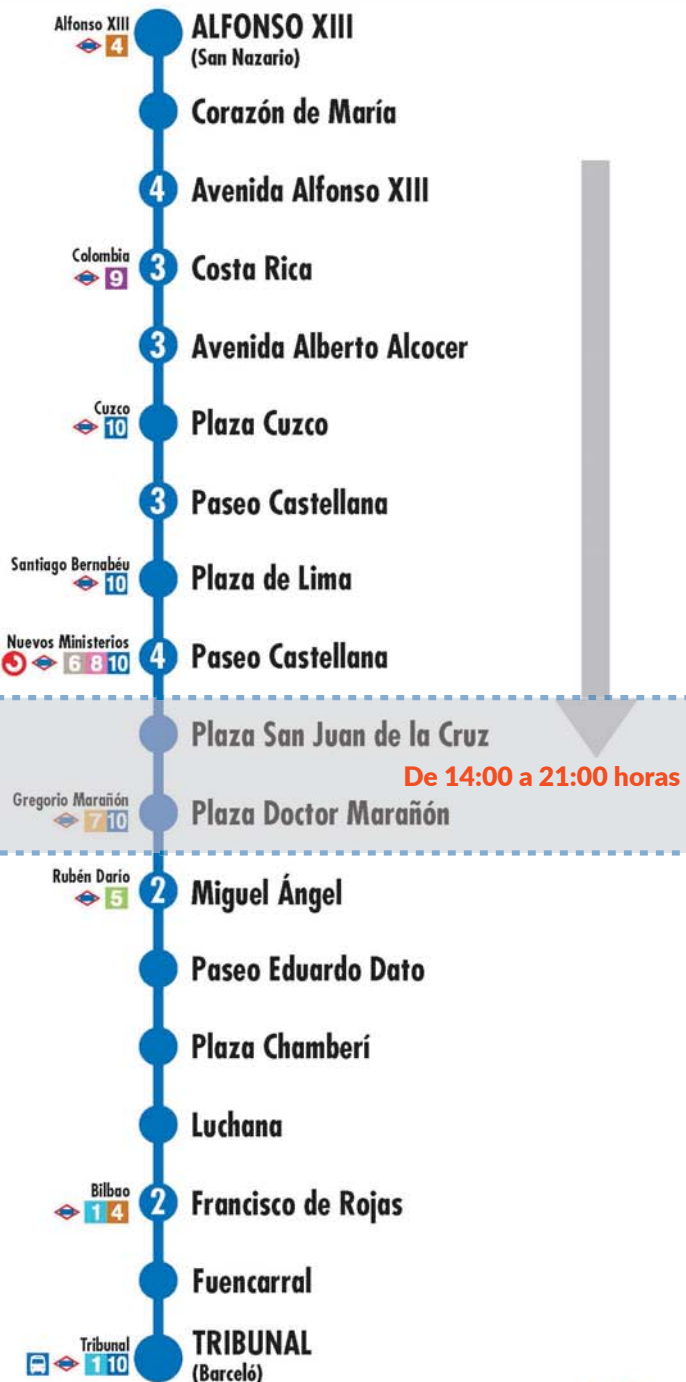 Alfonso XIII
4
ALFONSO XIII
(San Nazario)
Corazón de María
4 Avenida Alfonso XIII
Colombia
9
3 Costa Rica
3 Avenida Alberto Alcocer
Cuzco
10
Plaza Cuzco
3 Paseo Castellana
Santiago Bernabéu
10
Plaza de Lima
Nuevos Ministerios
6 8 10
4 Paseo Castellana
Plaza San Juan de la Cruz
De 14:00 a 21:00 horas
Gregorio Marañón
7 10
Plaza Doctor Marañón
Rubén Darío
5
2 Miguel Ángel
Paseo Eduardo Dato
Plaza Chamberí
Luchana
Bilbao
1 4
2 Francisco de Rojas
Fuencarral
Tribunal
1 10
TRIBUNAL
(Barceló)